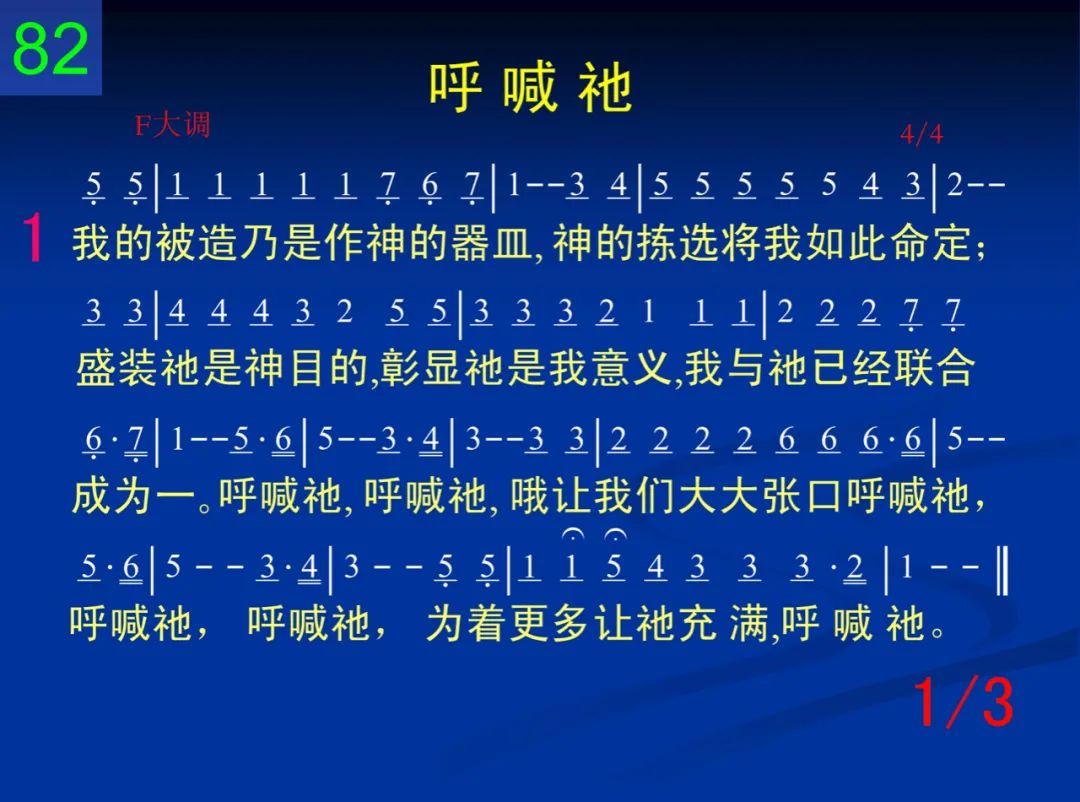 82
呼喊祂
F大调
4/4
5 5|1 1 1 1 1 7 6 7|1--3 4|5 5 5 5 5 4 3|2--
1
我的被造乃是作神的器皿,神的拣选将我如此命定;
3 3|4 4 4 3 2 5 5|3 3 3 2 1 1 1|2 2 2 7 7
盛装祂是神目的,彰显祂是我意义,我与祂已经联合
6·7|1--5·6|5--3·4|3--3 3|2 2 2 2 6 6 6·6|5--
成为一。呼喊祂,呼喊祂,哦让我们大大张口呼喊祂,
5·6|5--3·4|3--5 5|1 1 5 4 3 3 3·2|1--‖
呼喊祂, 呼喊祂, 为着更多让祂充 满,呼 喊 祂。
1/3